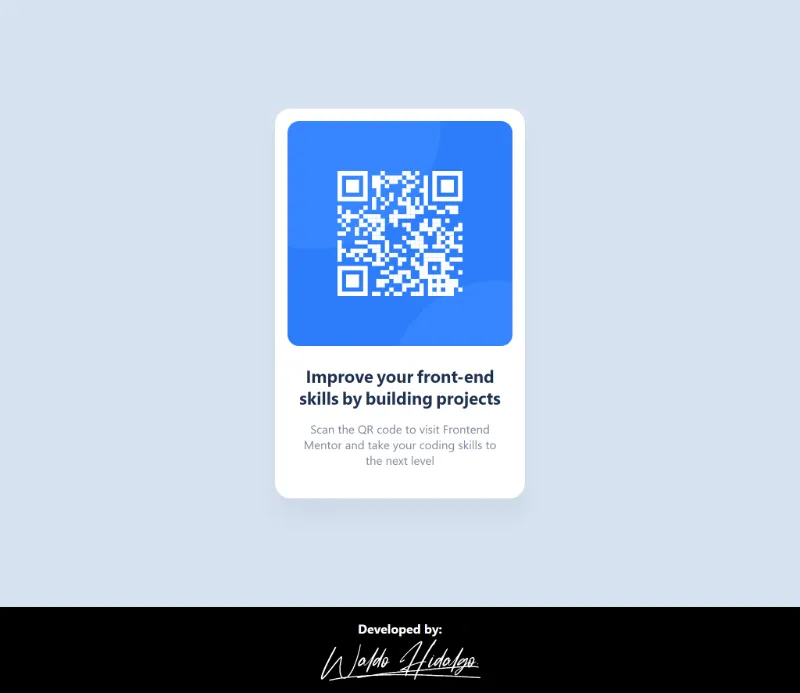 Improve your front-end
skills by building projects
Scan the QR code to visit Frontend
Mentor and take your coding skills to
the next level
Developed by:
Waldo Hidalgo